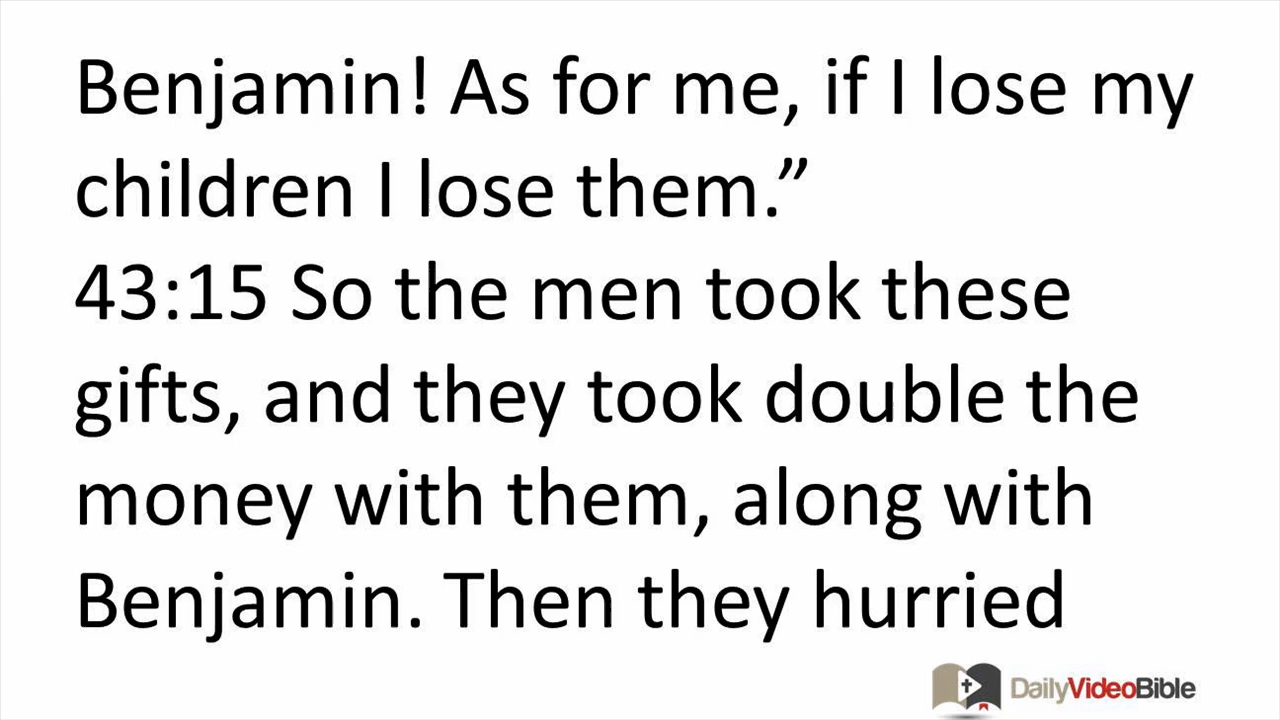 Benjamin! As for me, if I lose my
children I lose them.”
43:15 So the men took these
gifts, and they took double the
money with them, along with
Benjamin. Then they hurried
DailyVideoBible